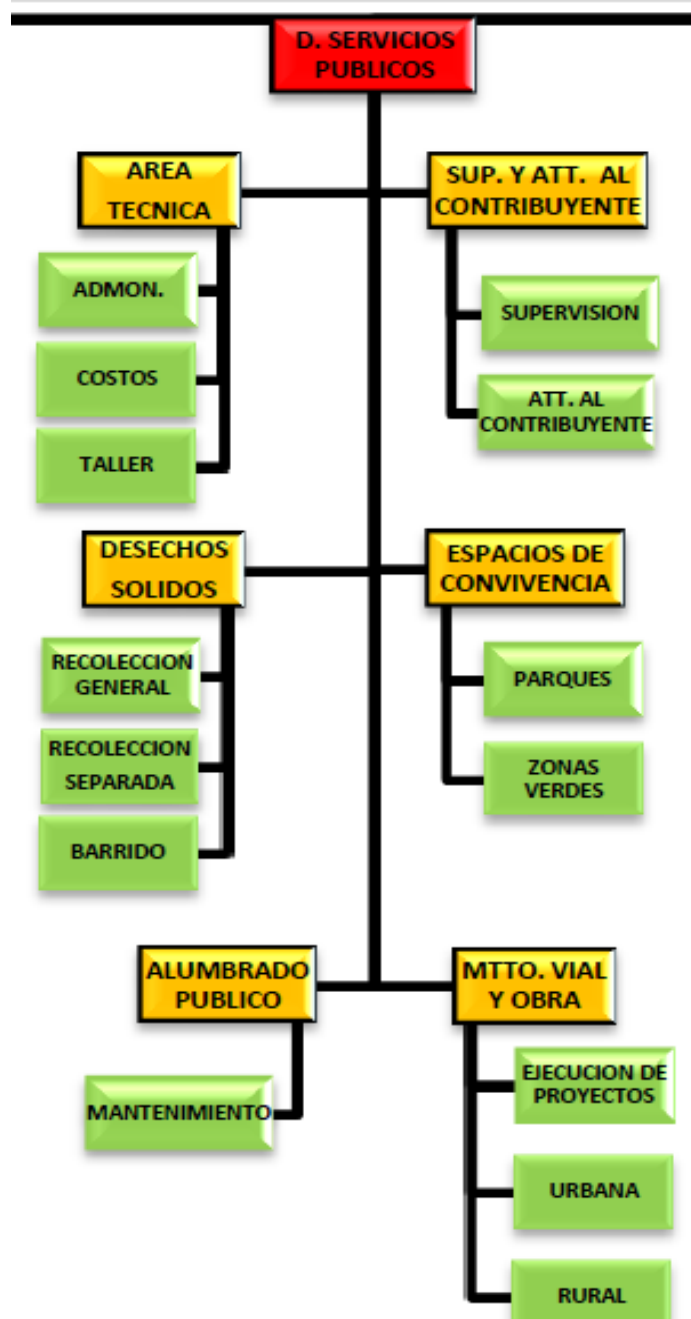 D. SERVICIOS
PUBLICOS
AREA
TECNICA
ADMON.
COSTOS
TALLER
SUP. Y ATT. AL
CONTRIBUYENTE
SUPERVISION
ATT. AL
CONTRIBUYENTE
DESECHOS
SOLIDOS
RECOLECCION
GENERAL
RECOLECCION
SEPARADA
BARRIDO
ESPACIOS DE
CONVIVENCIA
PARQUES
ZONAS
VERDES
ALUMBRADO
PUBLICO
MANTENIMIENTO
MTTO. VIAL
Y OBRA
EJECUCION DE
PROYECTOS
URBANA
RURAL